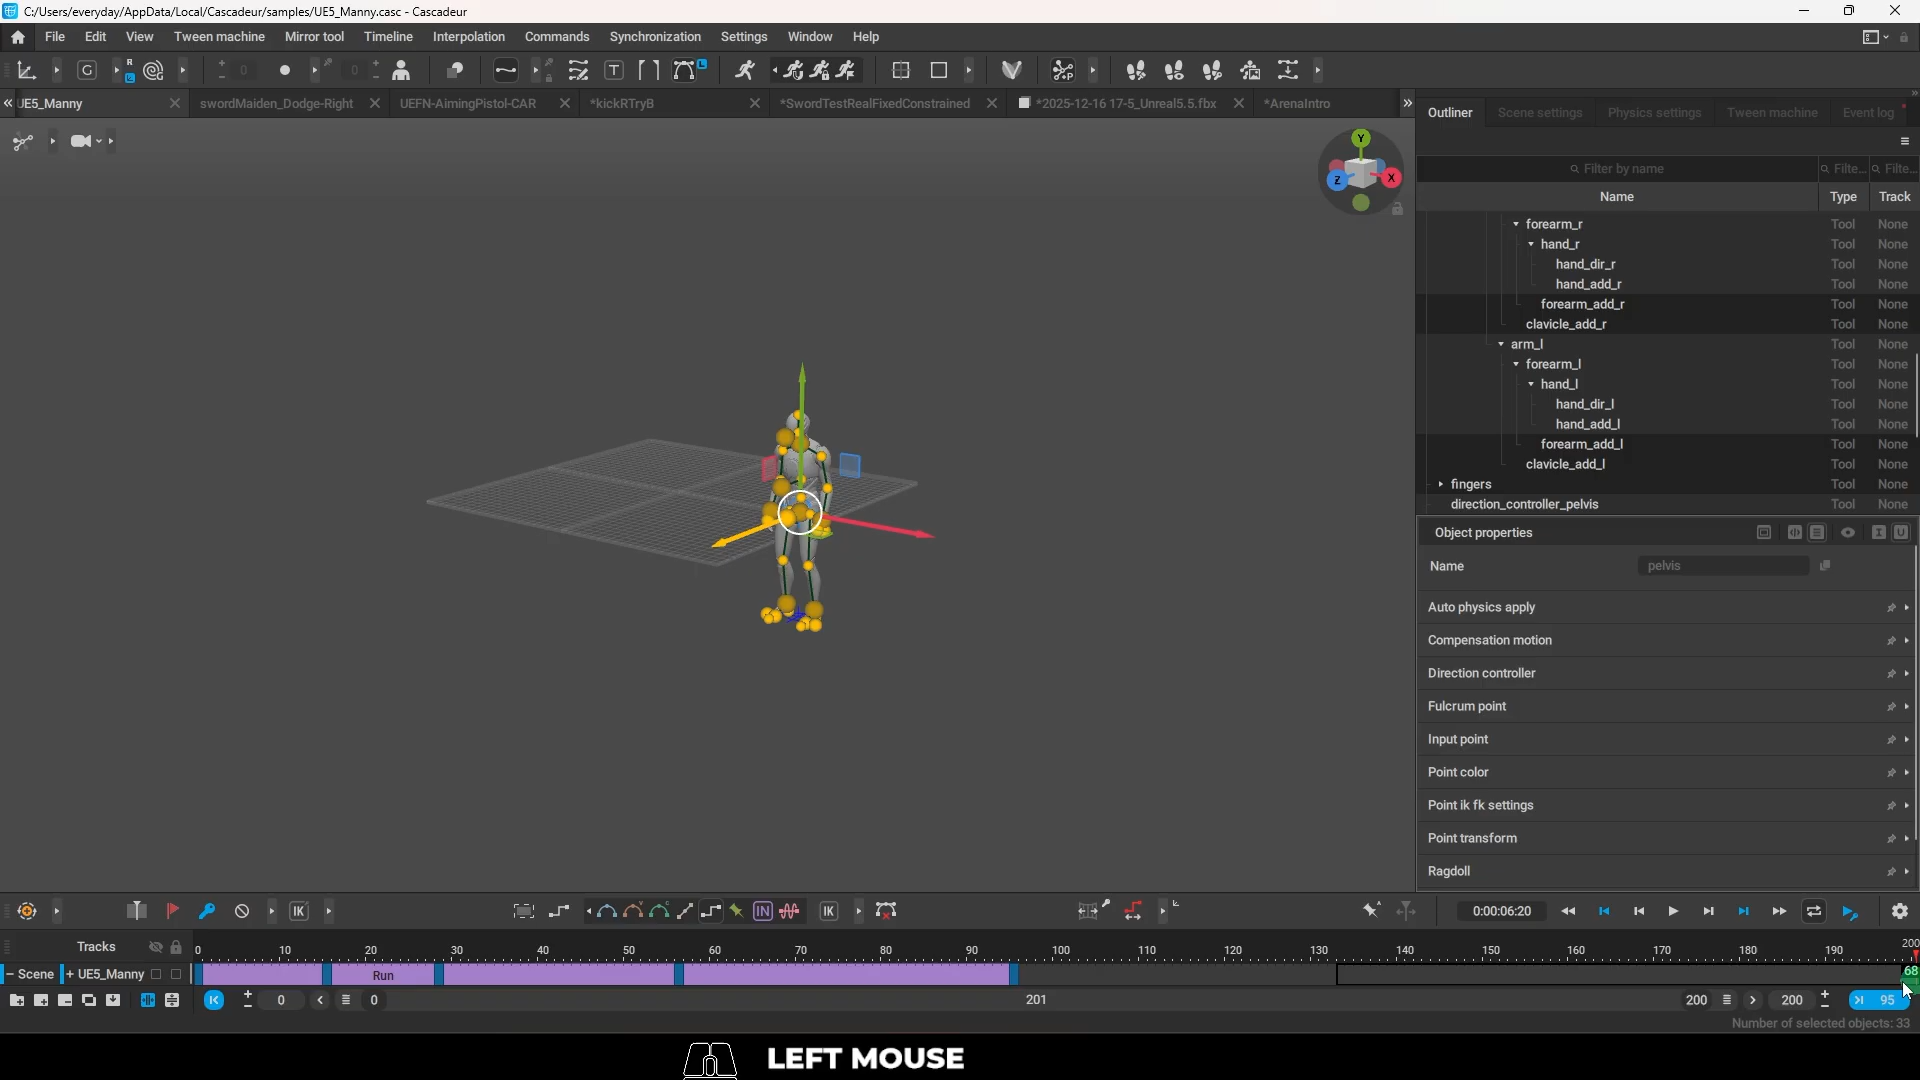 C:/Users/everyday/AppData/Local/Cascadeur/samples/UE5_Manny.casc - Cascadeur
File Edit View Tween machine Mirror tool Timeline Interpolation Commands Synchronization Settings Window Help
UE5_Manny swordMaiden_Dodge-Right UEFN-AimingPistol-CAR *kickRTryB *SwordTestRealFixedConstrained *2025-12-16 17-5_Unreal5.5.fbx *ArenaIntro
Outliner Scene settings Physics settings Tween machine Event log
Filter by name Filte... Filte...
Name Type Track
forearm_r Tool None
hand_r Tool None
hand_dir_r Tool None
hand_add_r Tool None
forearm_add_r Tool None
clavicle_add_r Tool None
arm_l Tool None
forearm_l Tool None
hand_l Tool None
hand_dir_l Tool None
hand_add_l Tool None
forearm_add_l Tool None
clavicle_add_l Tool None
fingers Tool None
direction_controller_pelvis Tool None
Y
Z X
Object properties
Name pelvis
Auto physics apply
Compensation motion
Direction controller
Fulcrum point
Input point
Point color
Point ik fk settings
Point transform
Ragdoll
IK IN IK 0:00:06:20
Tracks 0 10 20 30 40 50 60 70 80 90 100 110 120 130 140 150 160 170 180 190 200
Scene + UE5_Manny Run 68
0 0 201 200 200 95
Number of selected objects: 33
LEFT MOUSE